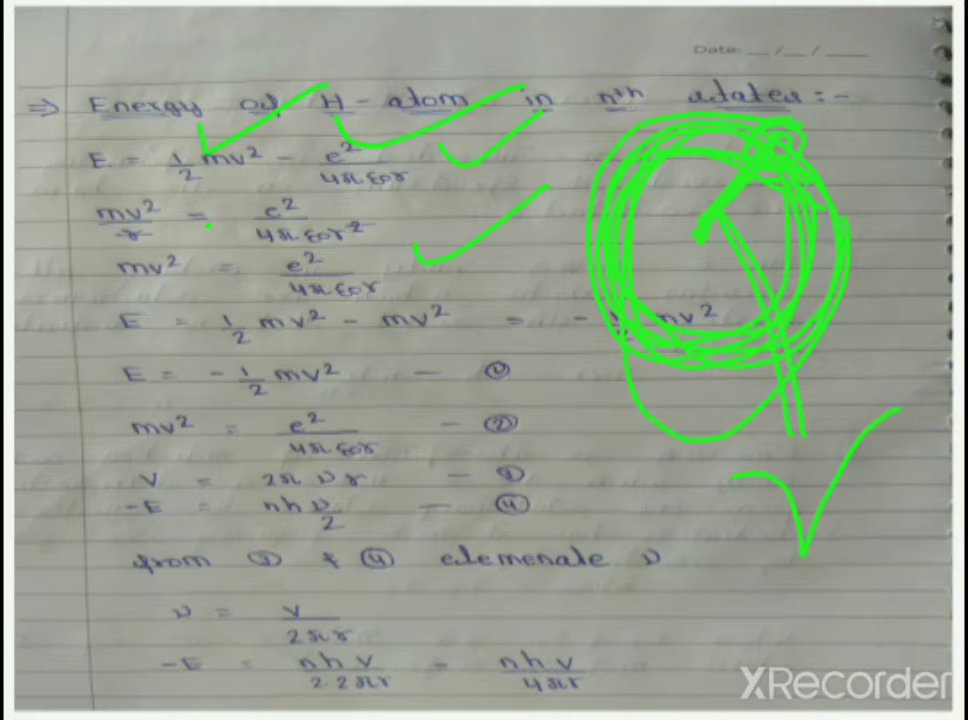 Date: __/__/____
⇒ Energy of H-atom in nth states:-
E = 1/2 mv² - e²/4πε0r
mv²/r = e²/4πε0r²
mv² = e²/4πε0r
E = 1/2 mv² - mv² = - 1/2 mv²
E = - 1/2 mv² — ①
mv² = e²/4πε0r — ②
v = 2πνr — ③
-E = nhν/2 — ④
from ③ & ④ elemenate ν
ν = v/2πr
-E = nhv/2.2πr = nhv/4πr
XRecorder